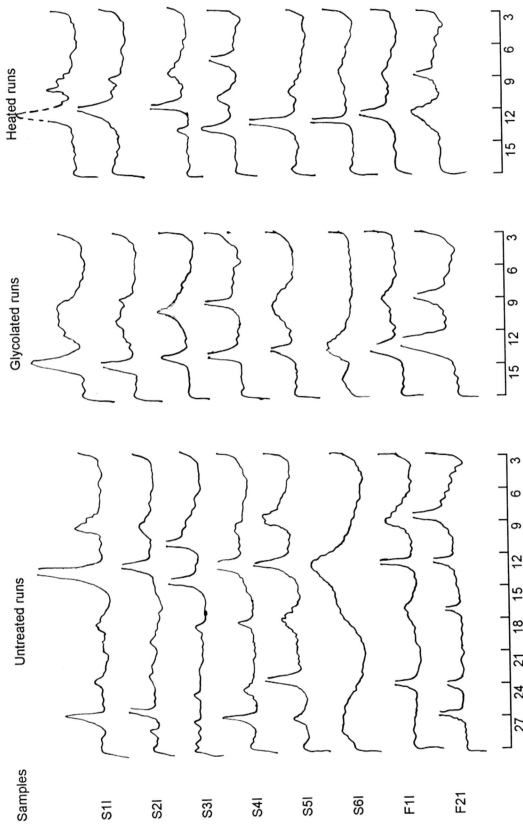 Samples
Untreated runs
Glycolated runs
Heated runs
S1I
S2I
S3I
S4I
S5I
S6I
F1I
F2I
27 24 21 18 15 12 9 6 3
15 12 9 6 3
15 12 9 6 3